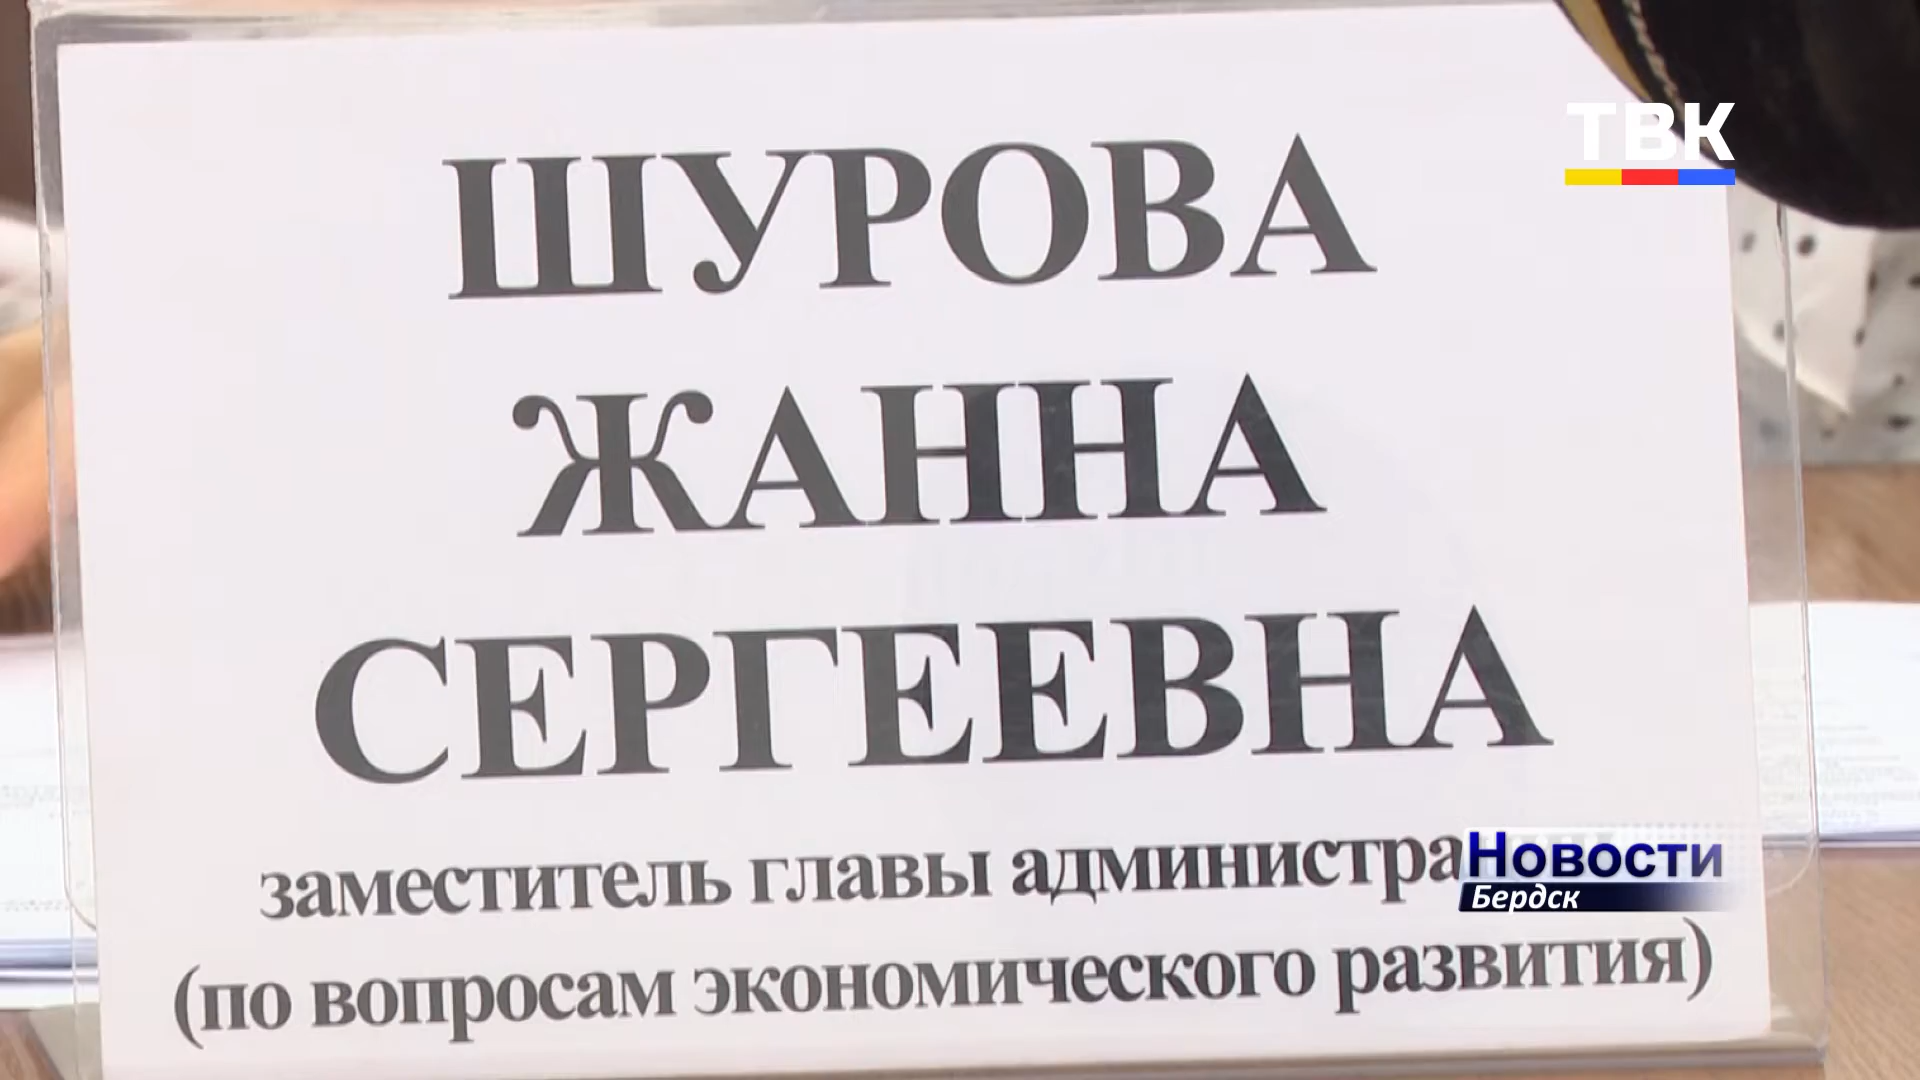 ТВК
ШУРОВА
ЖАННА
СЕРГЕЕВНА
заместитель главы администра
Новости
Бердск
(по вопросам экономического развития)